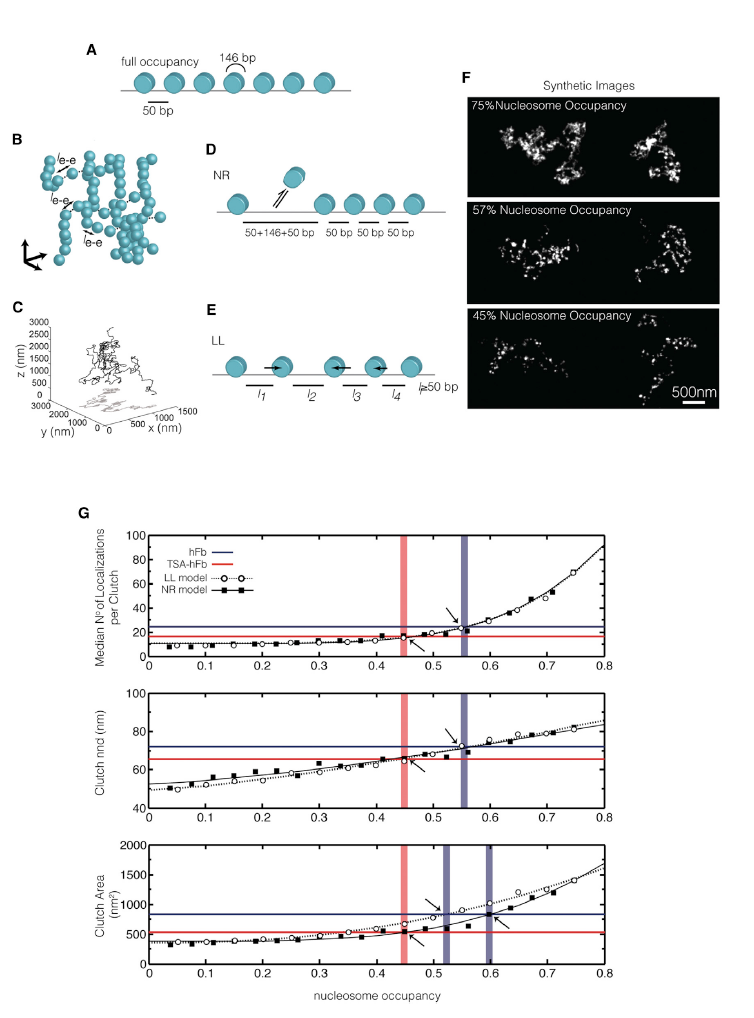 A
full occupancy
146 bp
50 bp
B
l e-e
l e-e
l e-e
C
3000
2500
2000
1500
1000
500
0
z (nm)
3000
2000
1000
0
y (nm)
0
500
1000
1500
x (nm)
D
NR
50+146+50 bp
50 bp
50 bp
50 bp
E
LL
l1
l2
l3
l4
F
Synthetic Images
75%Nucleosome Occupancy
57% Nucleosome Occupancy
45% Nucleosome Occupancy
500nm
G
Median Nº of Localizations
per Clutch
100
80
60
40
20
0
hFb
TSA-hFb
LL model
NR model
0 0.1 0.2 0.3 0.4 0.5 0.6 0.7 0.8
Clutch nnd (nm)
100
80
60
40
0 0.1 0.2 0.3 0.4 0.5 0.6 0.7 0.8
Clutch Area
(nm²)
2000
1500
1000
500
0
0 0.1 0.2 0.3 0.4 0.5 0.6 0.7 0.8
nucleosome occupancy